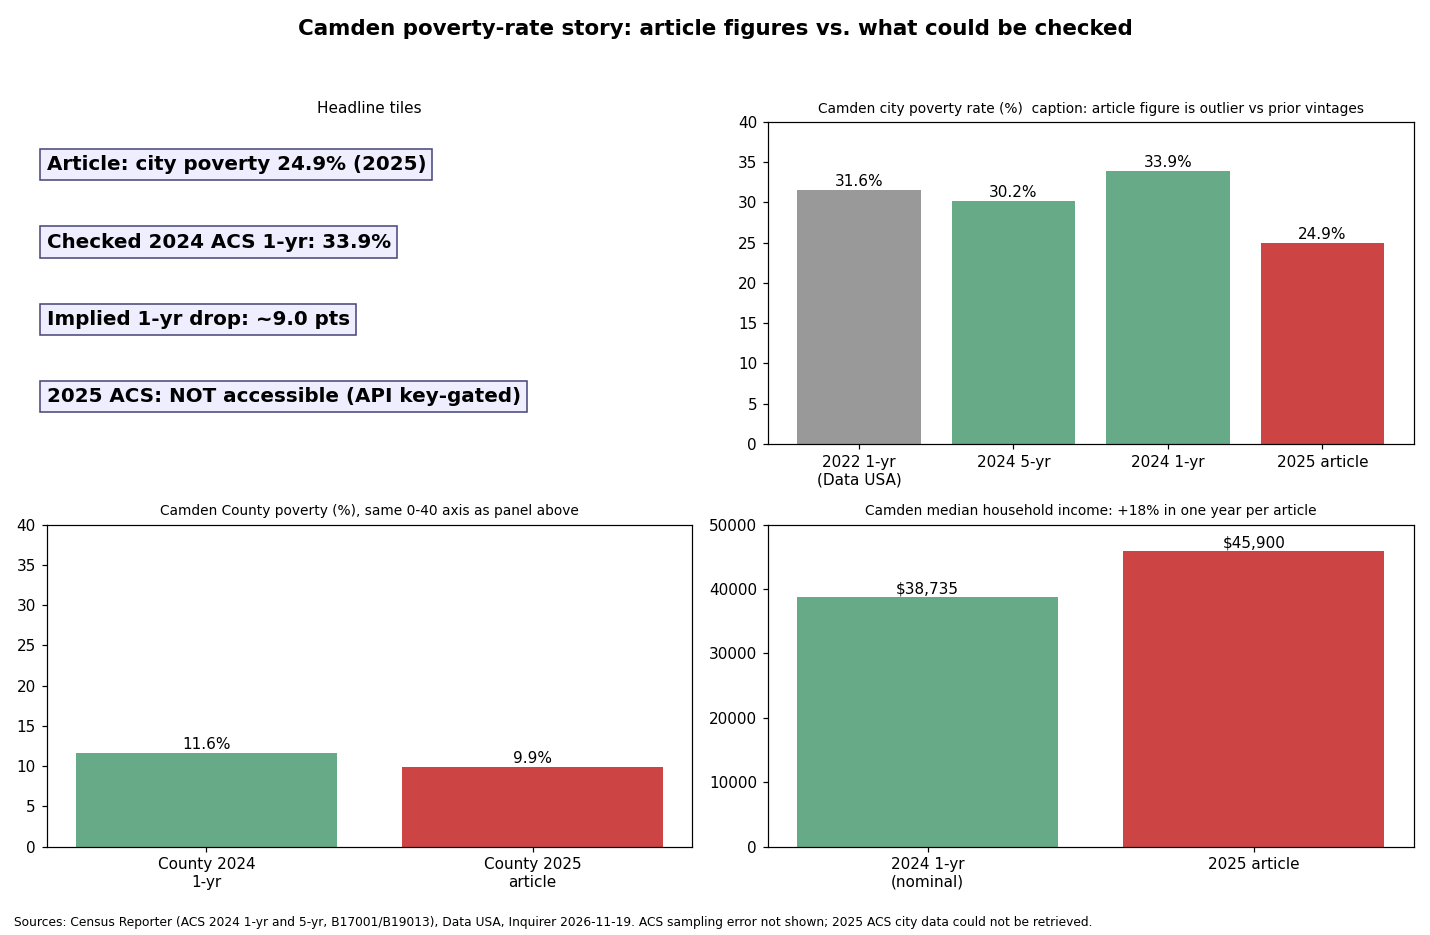 Camden poverty-rate story: article figures vs. what could be checked
Headline tiles
Article: city poverty 24.9% (2025)
Checked 2024 ACS 1-yr: 33.9%
Implied 1-yr drop: ~9.0 pts
2025 ACS: NOT accessible (API key-gated)
Camden city poverty rate (%)  caption: article figure is outlier vs prior vintages
40
35
30
25
20
15
10
5
0
31.6%
30.2%
33.9%
24.9%
2022 1-yr
(Data USA)
2024 5-yr
2024 1-yr
2025 article
Camden County poverty (%), same 0-40 axis as panel above
40
35
30
25
20
15
10
5
0
11.6%
9.9%
County 2024
1-yr
County 2025
article
Camden median household income: +18% in one year per article
50000
40000
30000
20000
10000
0
$38,735
$45,900
2024 1-yr
(nominal)
2025 article
Sources: Census Reporter (ACS 2024 1-yr and 5-yr, B17001/B19013), Data USA, Inquirer 2026-11-19. ACS sampling error not shown; 2025 ACS city data could not be retrieved.